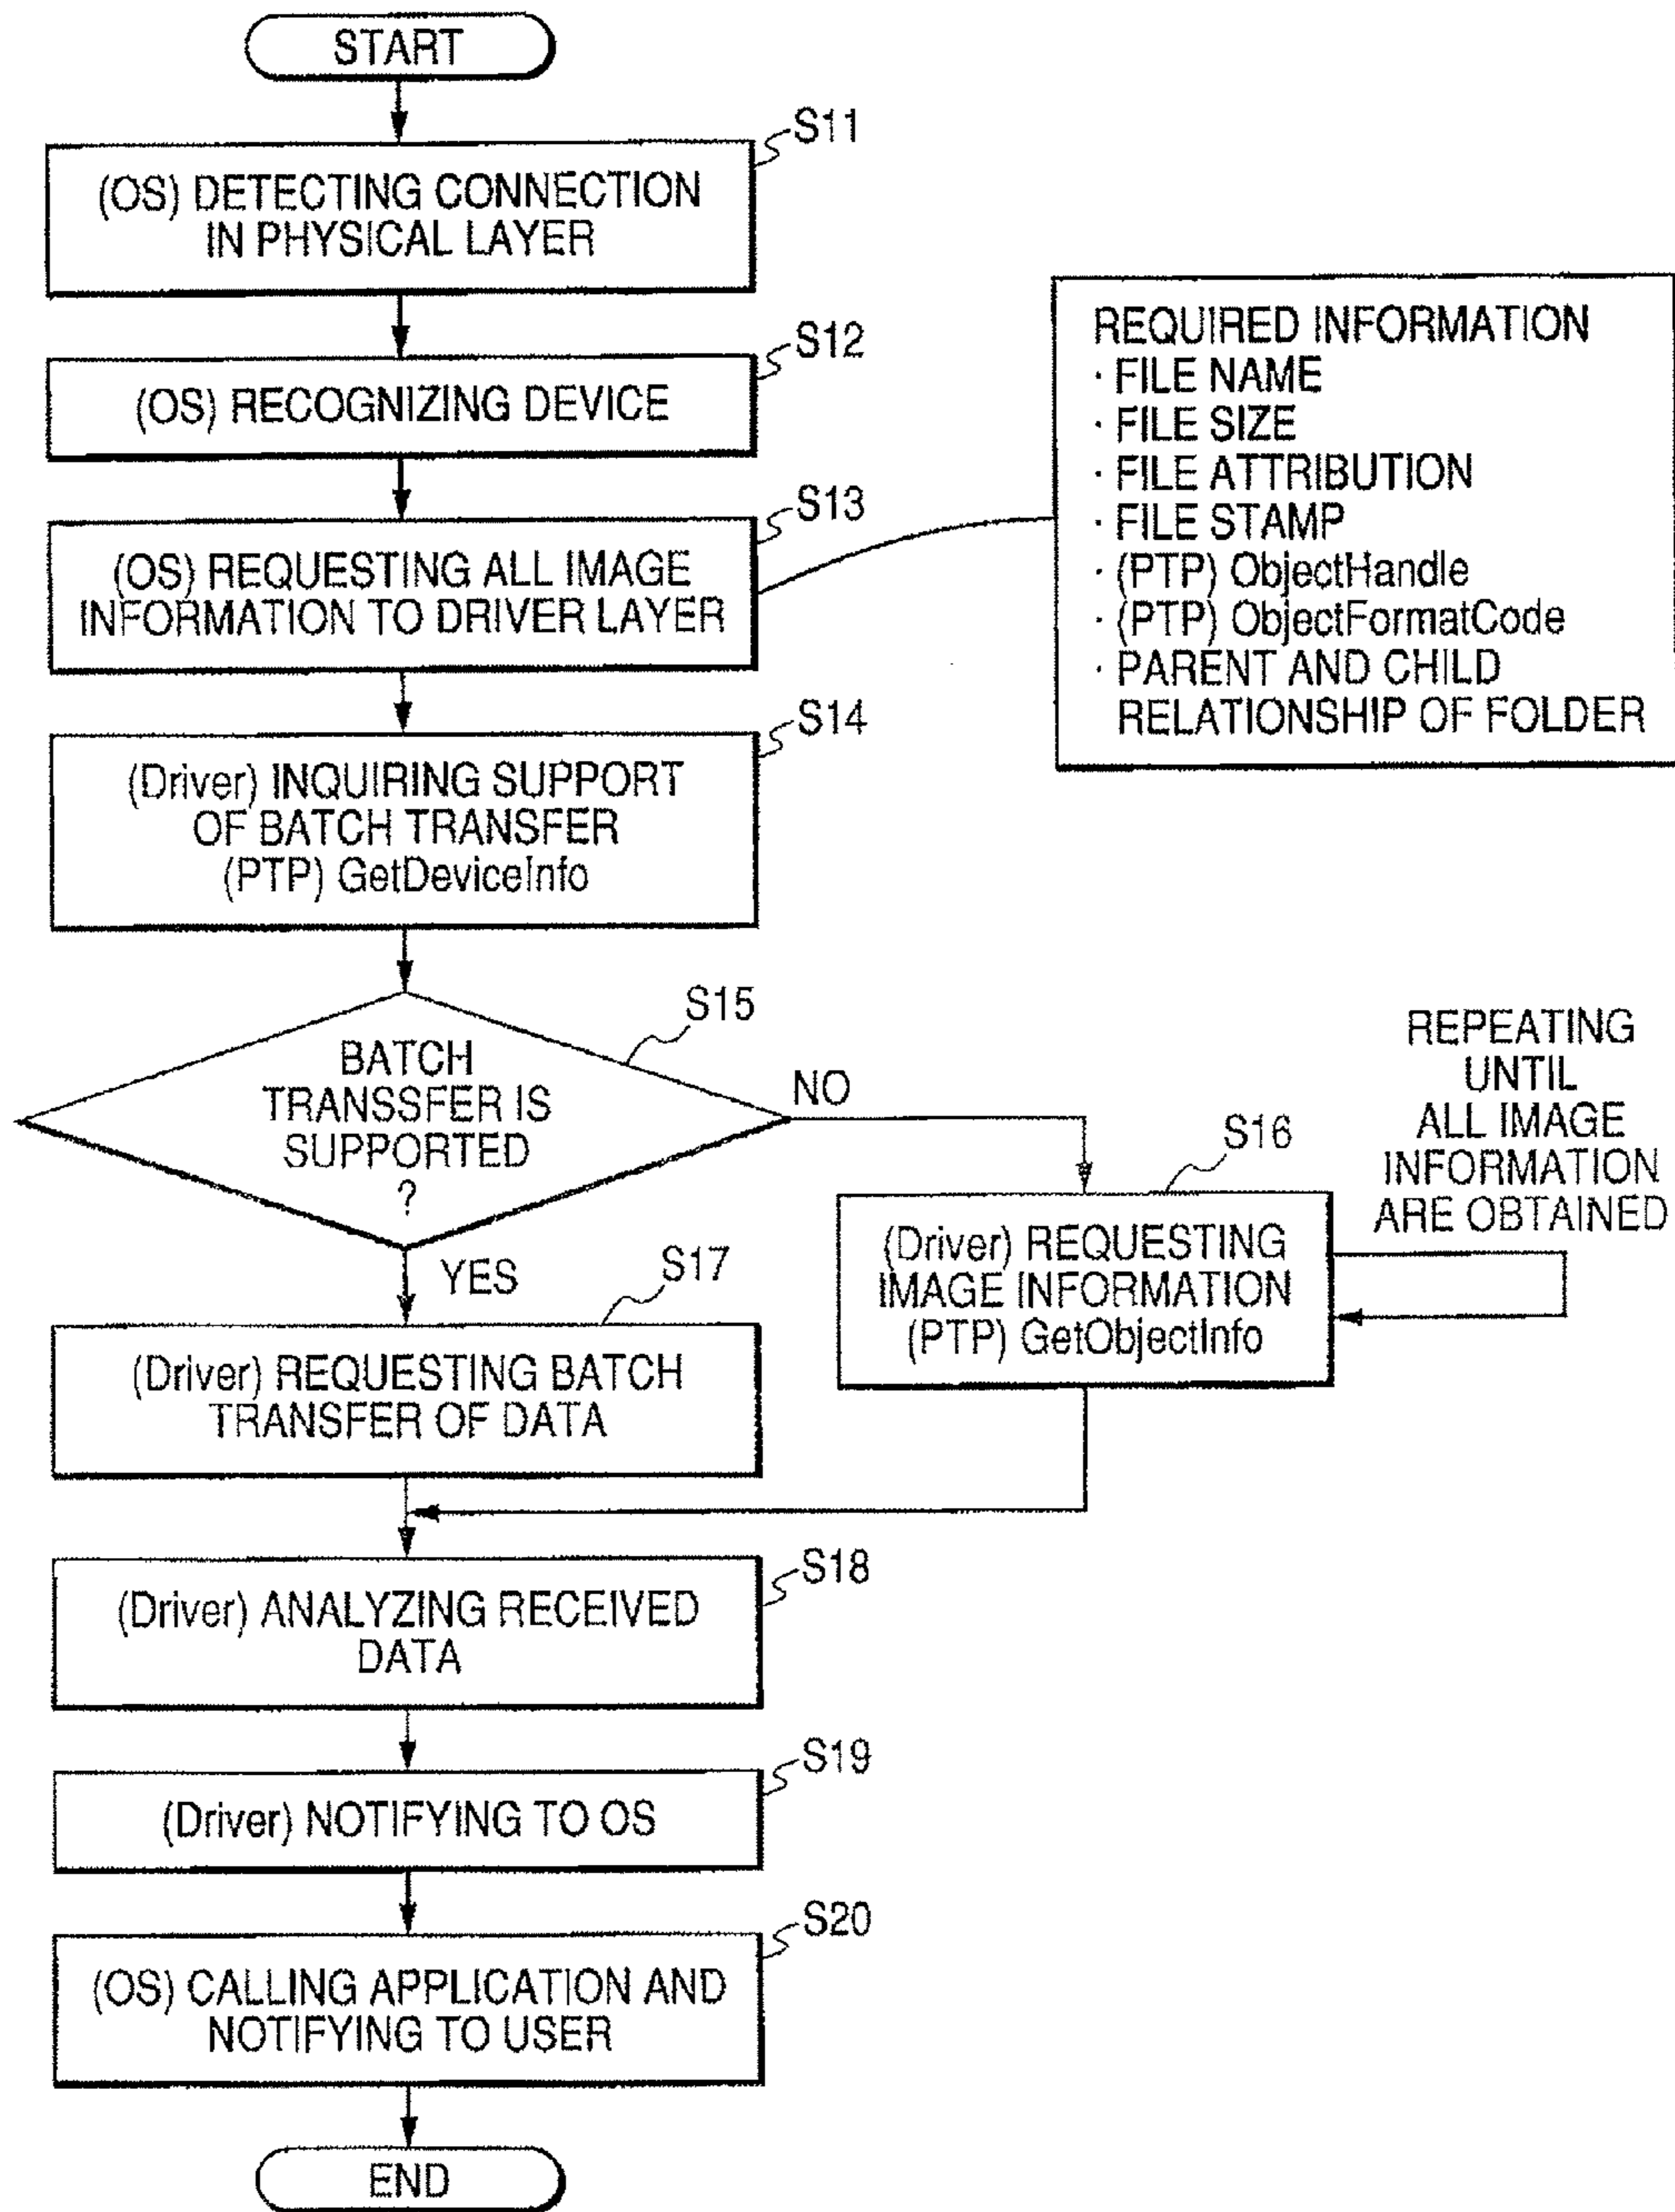 START
S11
(OS) DETECTING CONNECTION
IN PHYSICAL LAYER
S12
(OS) RECOGNIZING DEVICE
S13
(OS) REQUESTING ALL IMAGE
INFORMATION TO DRIVER LAYER
REQUIRED INFORMATION
· FILE NAME
· FILE SIZE
· FILE ATTRIBUTION
· FILE STAMP
· (PTP) ObjectHandle
· (PTP) ObjectFormatCode
· PARENT AND CHILD
RELATIONSHIP OF FOLDER
S14
(Driver) INQUIRING SUPPORT
OF BATCH TRANSFER
(PTP) GetDeviceInfo
S15
BATCH
TRANSSFER IS
SUPPORTED
?
NO
YES
REPEATING
UNTIL
ALL IMAGE
INFORMATION
ARE OBTAINED
S16
(Driver) REQUESTING
IMAGE INFORMATION
(PTP) GetObjectInfo
S17
(Driver) REQUESTING BATCH
TRANSFER OF DATA
S18
(Driver) ANALYZING RECEIVED
DATA
S19
(Driver) NOTIFYING TO OS
S20
(OS) CALLING APPLICATION AND
NOTIFYING TO USER
END